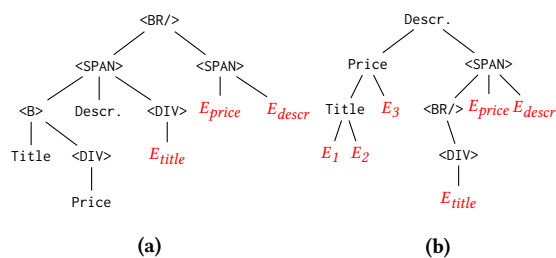 <BR/>
<SPAN> <SPAN>
<B> Descr. <DIV> E_price E_descr
Title <DIV> E_title
Price
(a)
Descr.
Price <SPAN>
Title E_3 <BR/> E_price E_descr
E_1 E_2 <DIV>
E_title
(b)